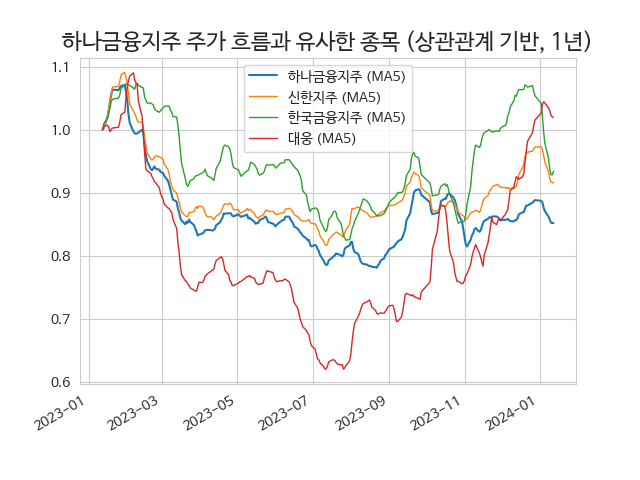 하나금융지주 주가 흐름과 유사한 종목 (상관관계 기반, 1년)
하나금융지주 (MA5)
신한지주 (MA5)
한국금융지주 (MA5)
대웅 (MA5)
1.1
1.0
0.9
0.8
0.7
0.6
2023-01
2023-03
2023-05
2023-07
2023-09
2023-11
2024-01